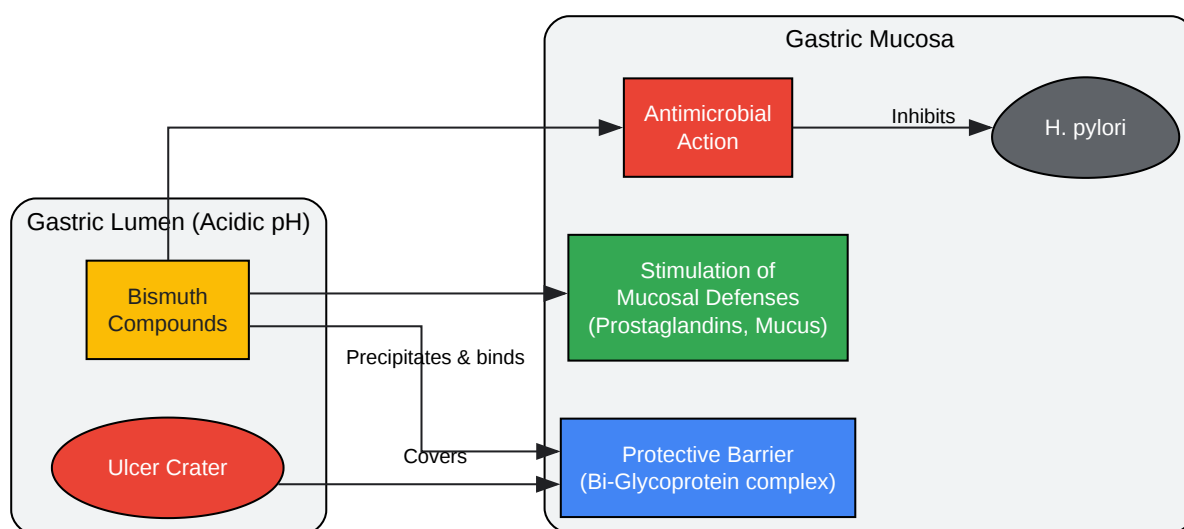 Gastric Mucosa
Antimicrobial
Action
Inhibits
H. pylori
Gastric Lumen (Acidic pH)
Bismuth
Compounds
Stimulation of
Mucosal Defenses
(Prostaglandins, Mucus)
Precipitates & binds
Ulcer Crater
Covers
Protective Barrier
(Bi-Glycoprotein complex)